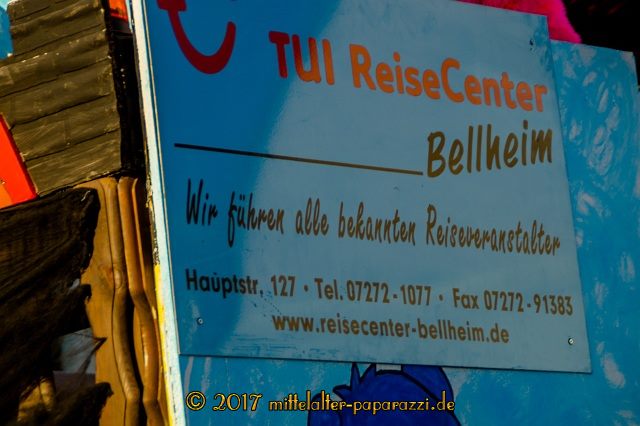 TUI ReiseCenter
Bellheim
Wir führen alle bekannten Reiseveranstalter
Hauptstr. 127 · Tel. 07272-1077 · Fax 07272-91383
www.reisecenter-bellheim.de
© 2017 mittelalter-paparazzi.de